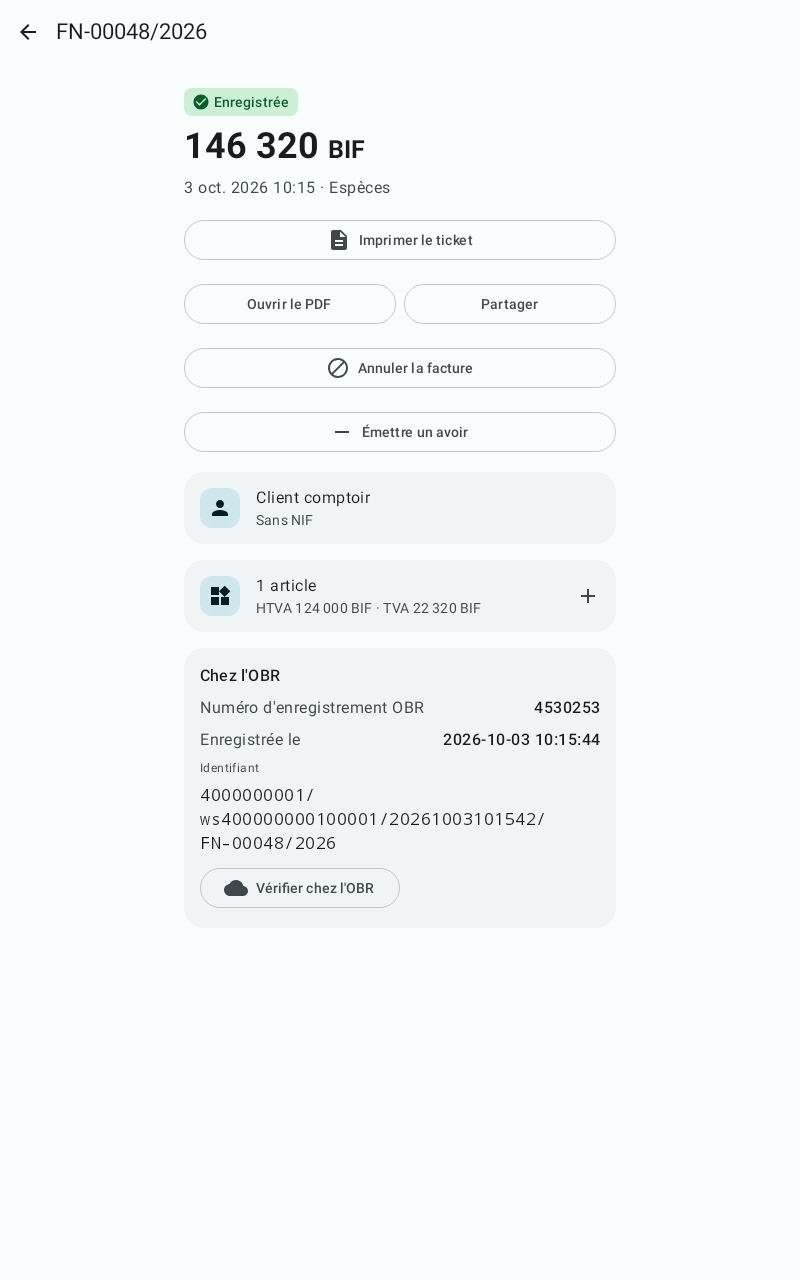 FN-00048/2026
Enregistrée
146 320 BIF
3 oct. 2026 10:15 · Espèces
Imprimer le ticket
Ouvrir le PDF
Partager
Annuler la facture
Émettre un avoir
Client comptoir
Sans NIF
1 article
HTVA 124 000 BIF · TVA 22 320 BIF
Chez l'OBR
Numéro d'enregistrement OBR 4530253
Enregistrée le 2026-10-03 10:15:44
Identifiant
4000000001/
ws400000000100001/20261003101542/
FN-00048/2026
Vérifier chez l'OBR